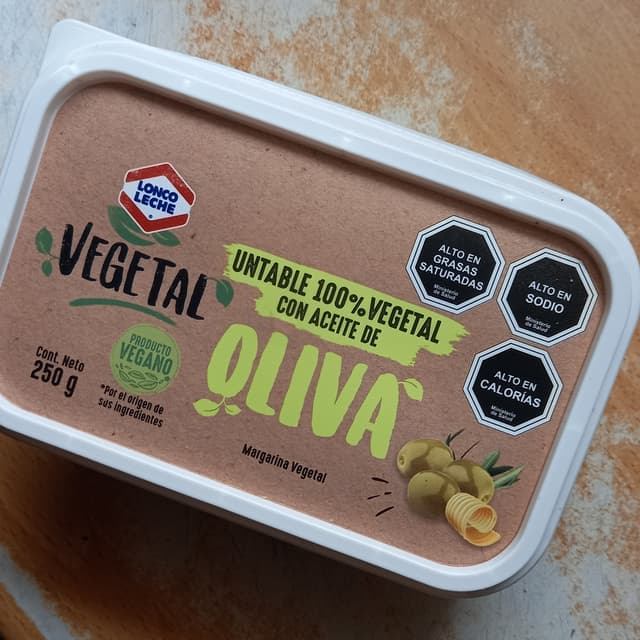 LONCO
LECHE
®
VEGETAL
UNTABLE 100% VEGETAL
CON ACEITE DE
OLIVA
ALTO EN
GRASAS
SATURADAS
Ministerio
de Salud
ALTO EN
SODIO
Ministerio
de Salud
ALTO EN
CALORÍAS
Ministerio
de Salud
PRODUCTO
VEGANO
Cont. Neto
250 g
*Por el origen de
sus ingredientes
Margarina Vegetal